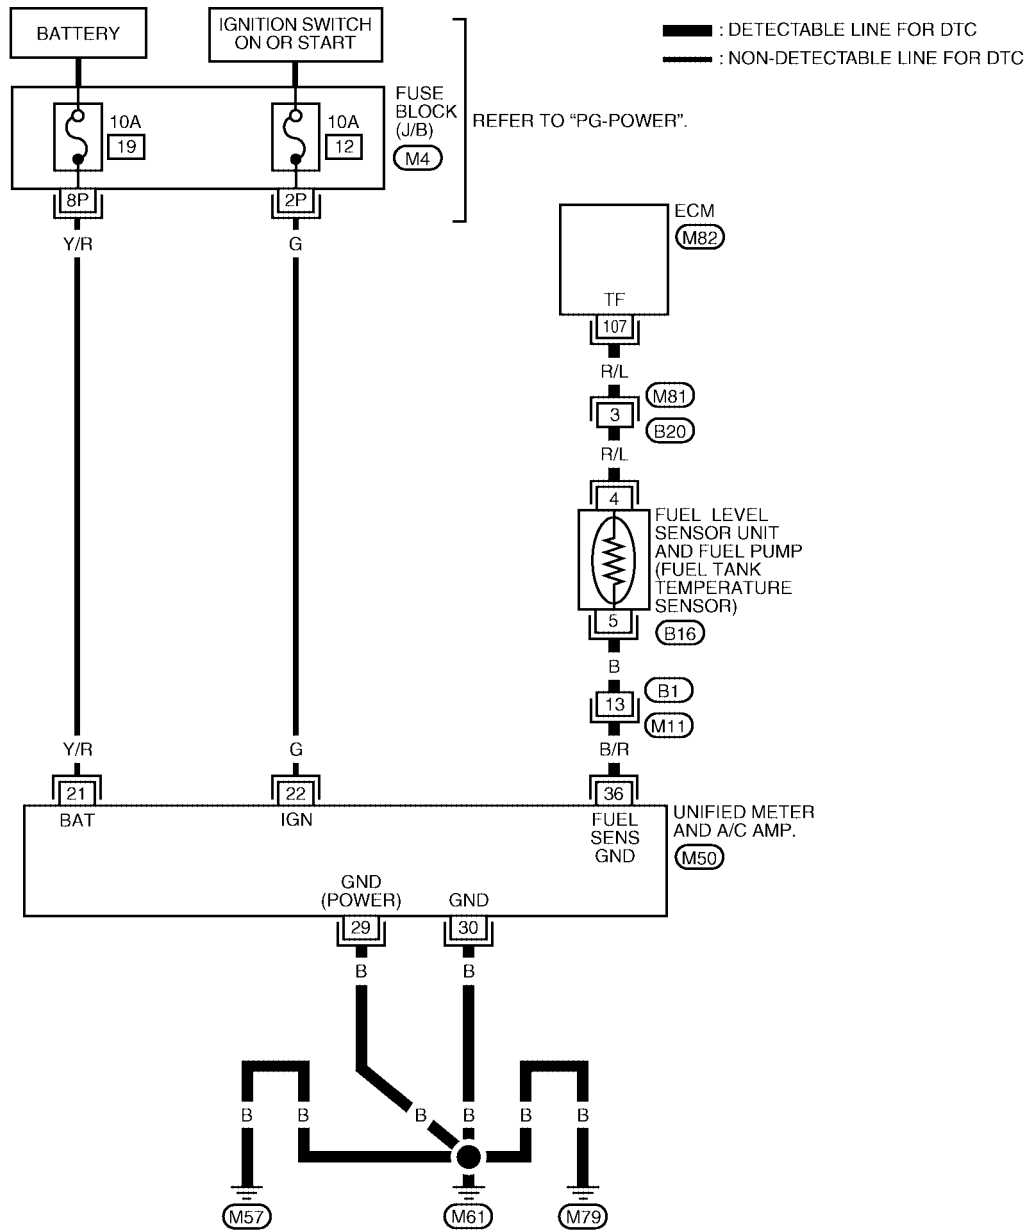 BATTERY
IGNITION SWITCH
ON OR START
: DETECTABLE LINE FOR DTC
: NON-DETECTABLE LINE FOR DTC
10A
19
10A
12
FUSE
BLOCK
(J/B)
M4
REFER TO “PG-POWER”.
8P
2P
Y/R
G
ECM
M82
TF
107
R/L
M81
3
B20
R/L
4
FUEL LEVEL
SENSOR UNIT
AND FUEL PUMP
(FUEL TANK
TEMPERATURE
SENSOR)
5
B16
B
B1
13
M11
Y/R
G
B/R
21
22
36
BAT
IGN
FUEL
SENS
GND
UNIFIED METER
AND A/C AMP.
M50
GND
(POWER)
GND
29
30
B
B
B
B
B
B
B
B
M57
M61
M79